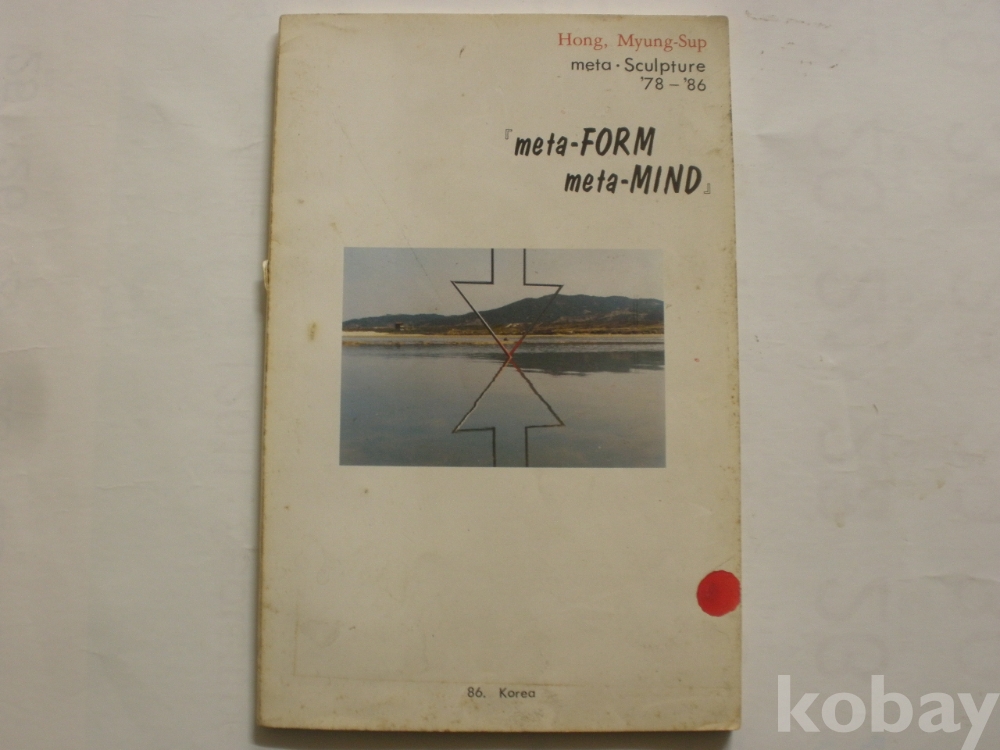 Hong, Myung-Sup
meta · Sculpture
'78 – '86
『meta-FORM
meta-MIND』
86. Korea
kobay